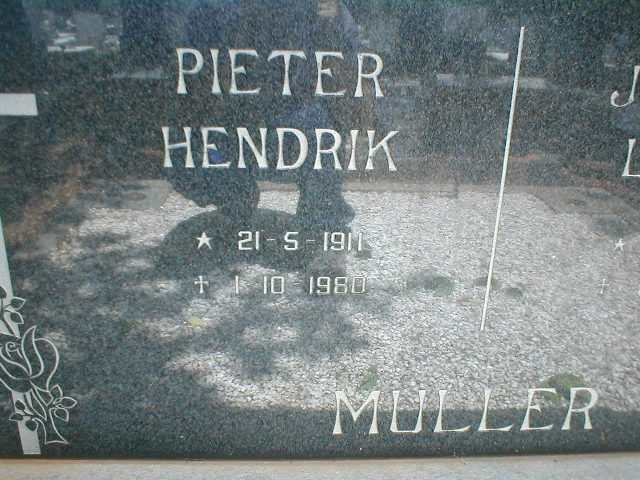 PIETER
HENDRIK
★ 21-5-1911
† 1-10-1980
MULLER